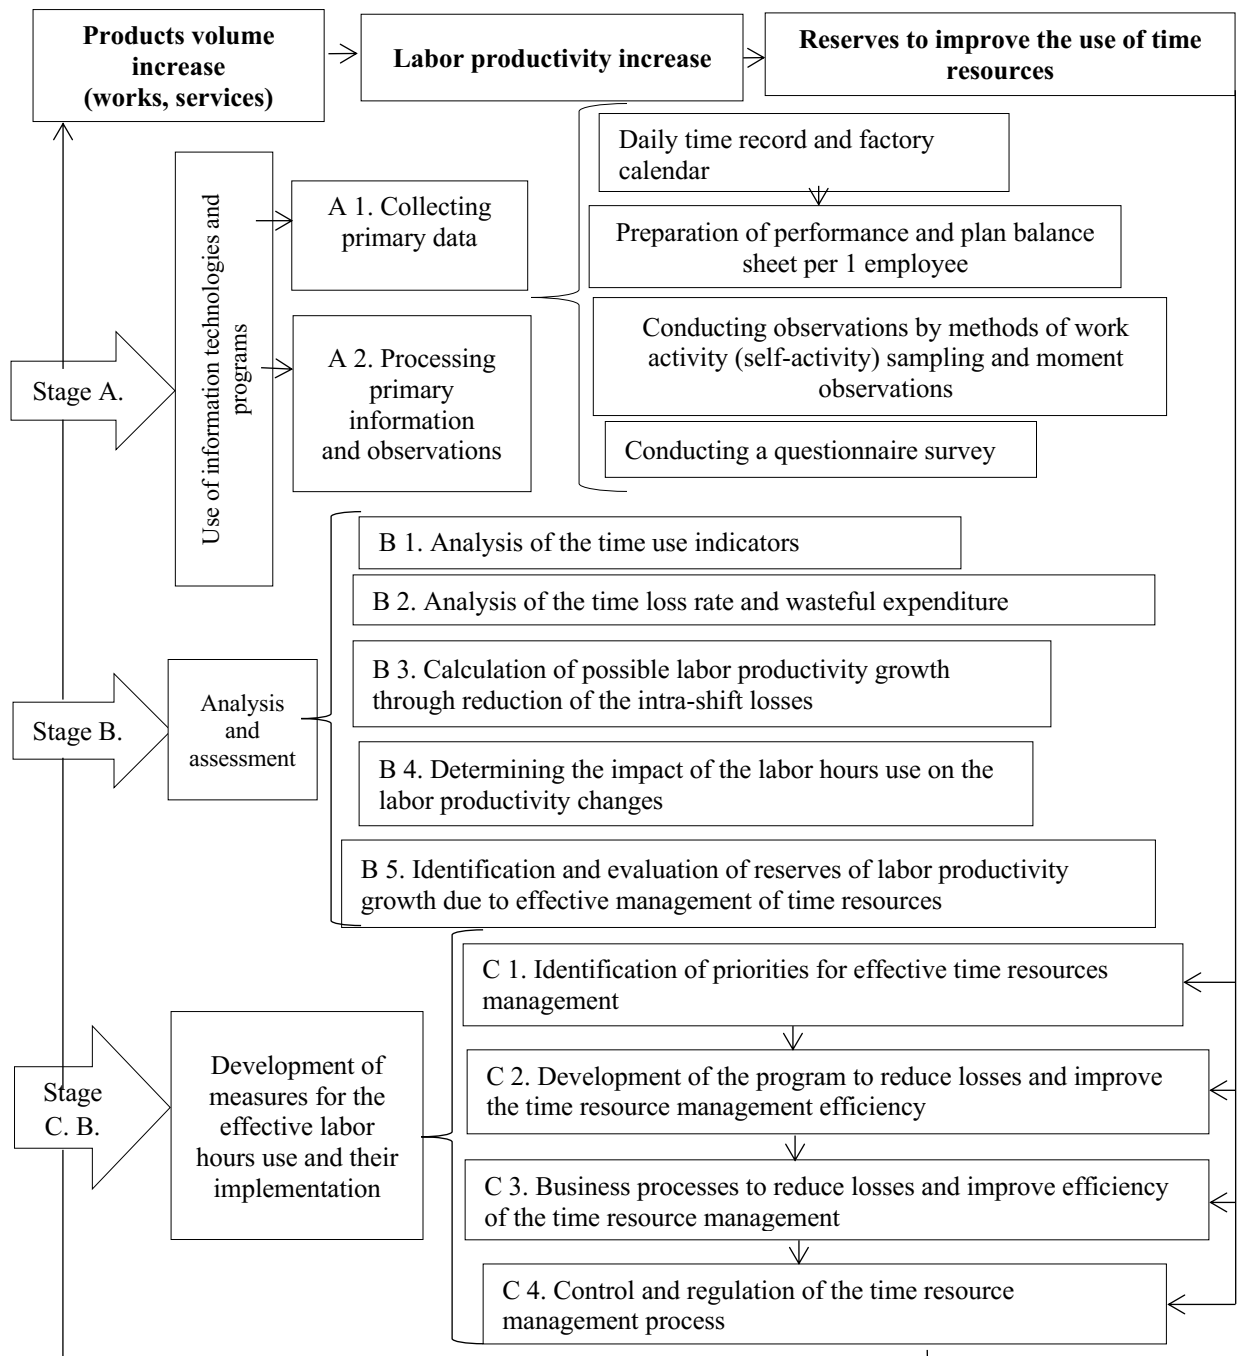 Products volume
increase
(works, services)
Labor productivity increase
Reserves to improve the use of time
resources
Stage A.
Use of information technologies and
programs
A 1. Collecting
primary data
A 2. Processing
primary
information
and observations
Daily time record and factory
calendar
Preparation of performance and plan balance
sheet per 1 employee
Conducting observations by methods of work
activity (self-activity) sampling and moment
observations
Conducting a questionnaire survey
Stage B.
Analysis
and
assessment
B 1. Analysis of the time use indicators
B 2. Analysis of the time loss rate and wasteful expenditure
B 3. Calculation of possible labor productivity growth
through reduction of the intra-shift losses
B 4. Determining the impact of the labor hours use on the
labor productivity changes
B 5. Identification and evaluation of reserves of labor productivity
growth due to effective management of time resources
Stage
C. B.
Development of
measures for the
effective labor
hours use and their
implementation
C 1. Identification of priorities for effective time resources
management
C 2. Development of the program to reduce losses and improve
the time resource management efficiency
C 3. Business processes to reduce losses and improve efficiency
of the time resource management
C 4. Control and regulation of the time resource
management process